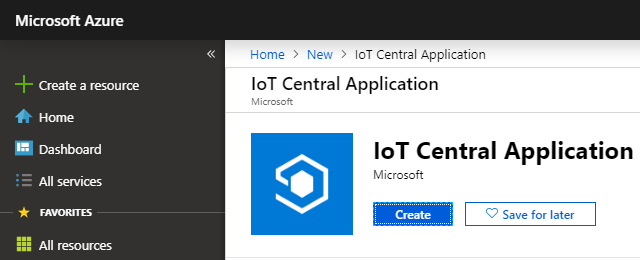 Microsoft Azure
«
Create a resource
Home
Dashboard
All services
FAVORITES
All resources
Home > New > IoT Central Application
IoT Central Application
Microsoft
IoT Central Application
Microsoft
Create
Save for later